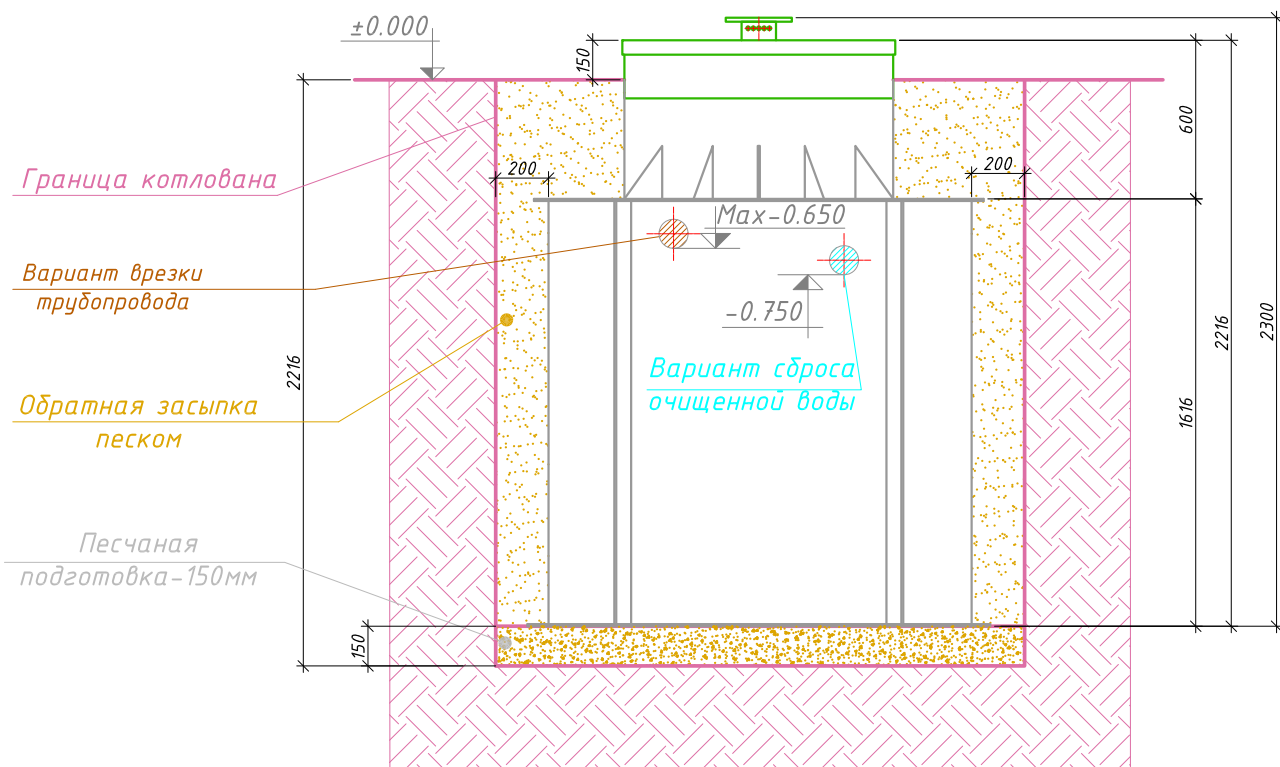 ±0.000
150
600
Граница котлована
200
200
Max-0.650
Вариант врезки
трубопровода
-0.750
2216
2300
2216
Вариант сброса
очищенной воды
1616
Обратная засыпка
песком
Песчаная
подготовка-150мм
150